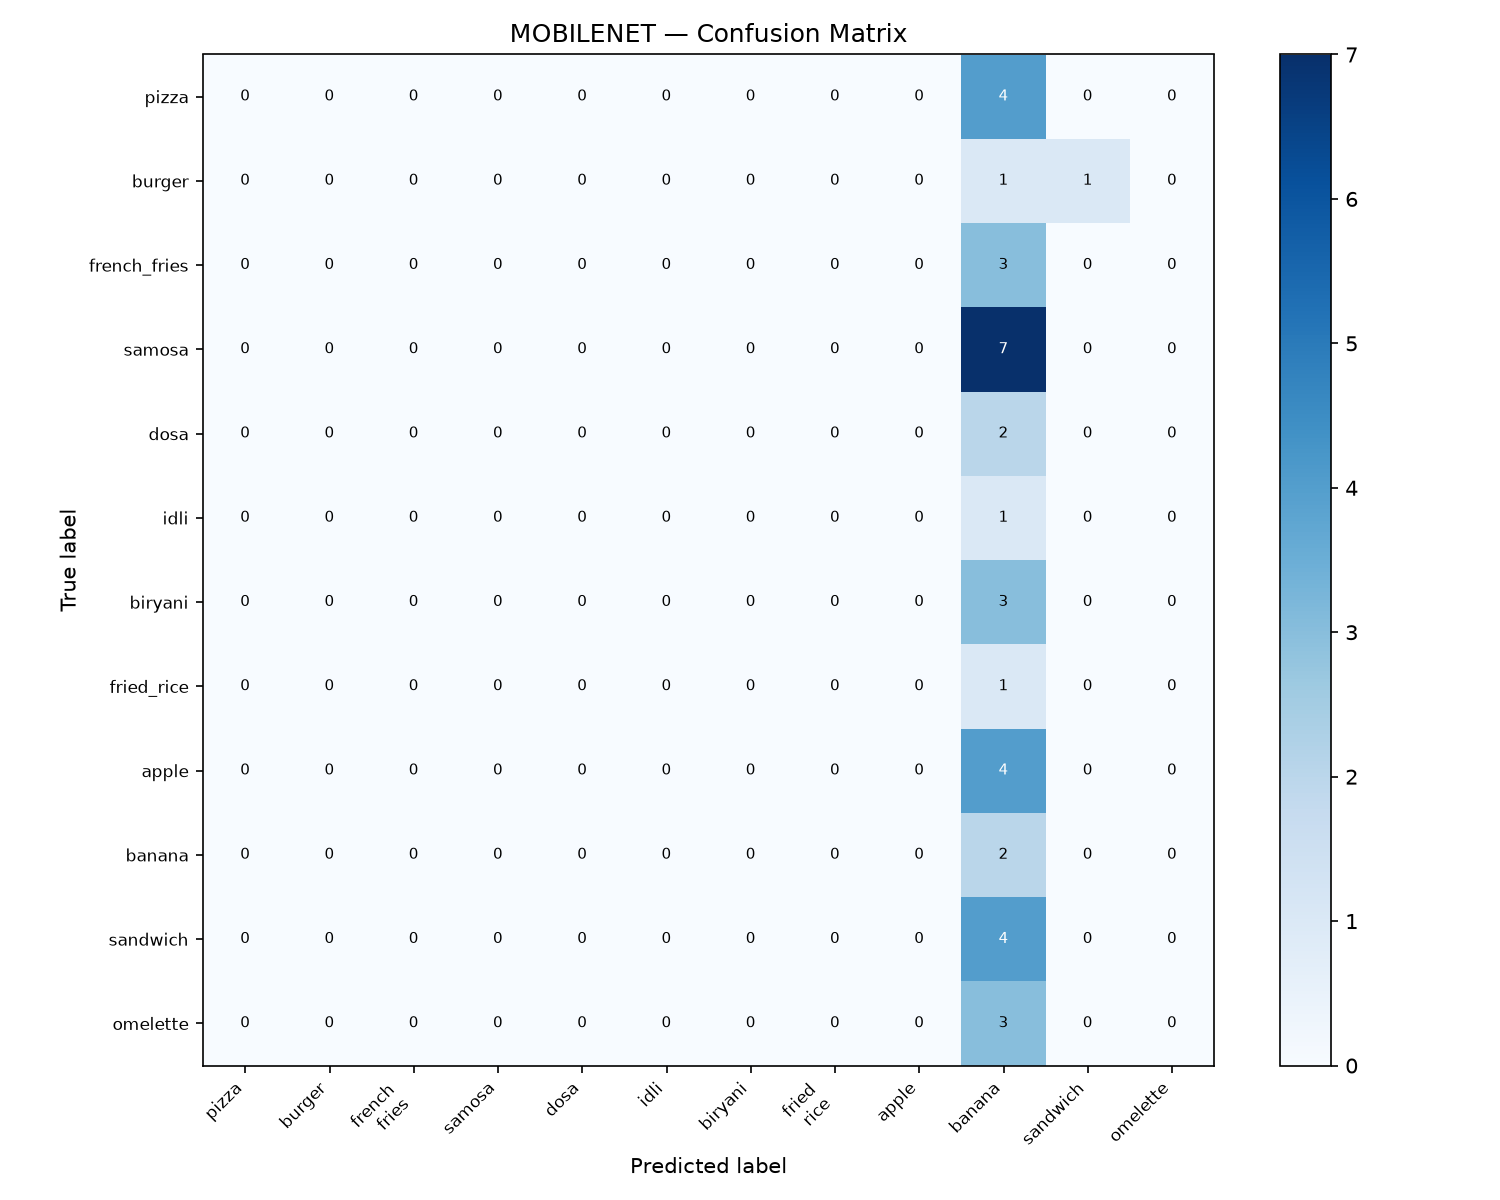 MOBILENET — Confusion Matrix
pizza 0 0 0 0 0 0 0 0 0 4 0 0
burger 0 0 0 0 0 0 0 0 0 1 1 0
french_fries 0 0 0 0 0 0 0 0 0 3 0 0
samosa 0 0 0 0 0 0 0 0 0 7 0 0
dosa 0 0 0 0 0 0 0 0 0 2 0 0
idli 0 0 0 0 0 0 0 0 0 1 0 0
biryani 0 0 0 0 0 0 0 0 0 3 0 0
fried_rice 0 0 0 0 0 0 0 0 0 1 0 0
apple 0 0 0 0 0 0 0 0 0 4 0 0
banana 0 0 0 0 0 0 0 0 0 2 0 0
sandwich 0 0 0 0 0 0 0 0 0 4 0 0
omelette 0 0 0 0 0 0 0 0 0 3 0 0
True label
pizza
burger
french
fries
samosa
dosa
idli
biryani
fried
rice
apple
banana
sandwich
omelette
Predicted label
7
6
5
4
3
2
1
0